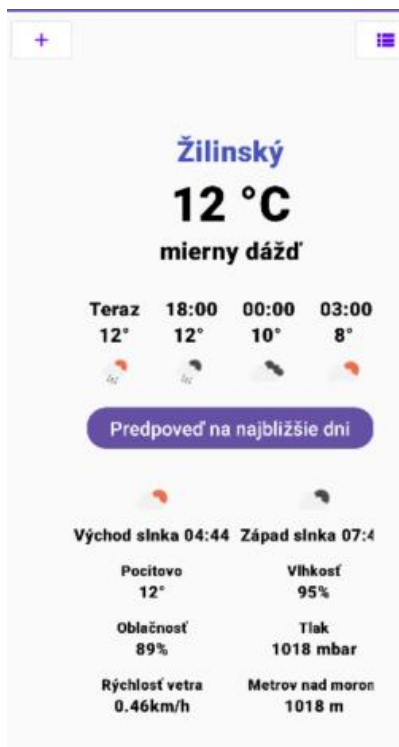 +
Žilinský
12 °C
mierny dážď
Teraz 18:00 00:00 03:00
12° 12° 10° 8°
Predpoveď na najbližšie dni
Východ slnka 04:44 Západ slnka 07:4
Pocitovo Vlhkosť
12° 95%
Oblačnosť Tlak
89% 1018 mbar
Rýchlosť vetra Metrov nad morom
0.46km/h 1018 m